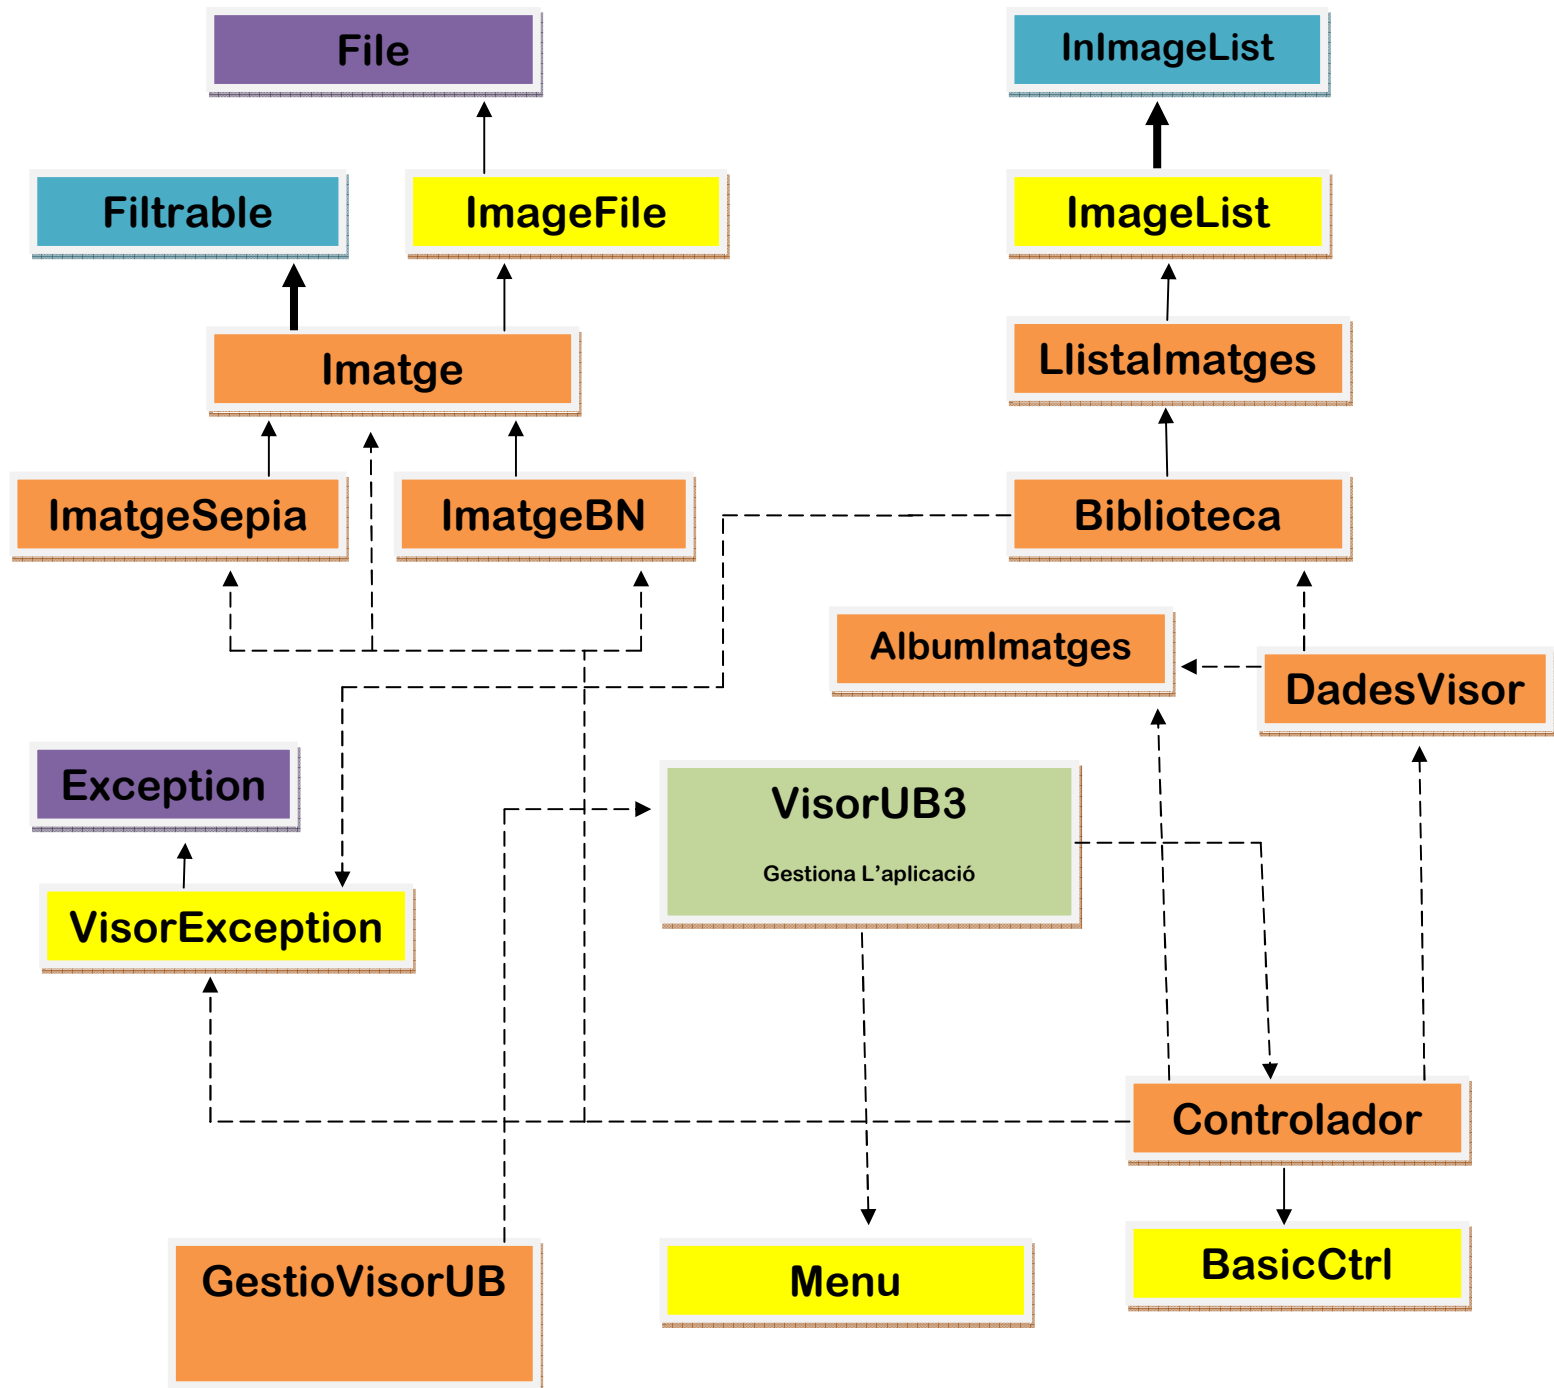 File
InImageList
Filtrable
ImageFile
ImageList
Imatge
LlistaImatges
ImatgeSepia
ImatgeBN
Biblioteca
AlbumImatges
DadesVisor
Exception
VisorUB3
Gestiona L'aplicació
VisorException
Controlador
GestioVisorUB
Menu
BasicCtrl